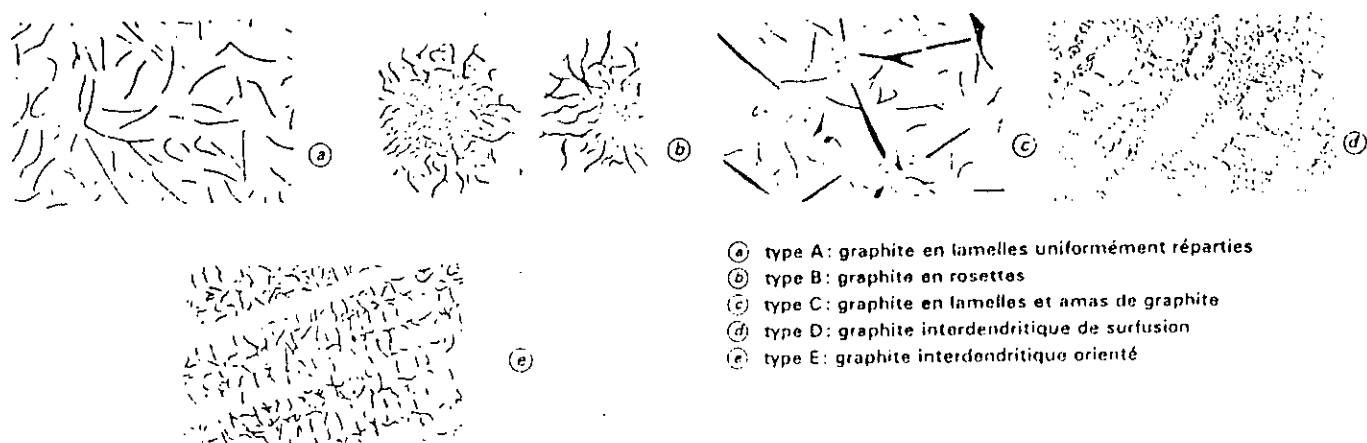 a
b
c
d
e
a type A: graphite en lamelles uniformément réparties
b type B: graphite en rosettes
c type C: graphite en lamelles et amas de graphite
d type D: graphite interdendritique de surfusion
e type E: graphite interdendritique orienté